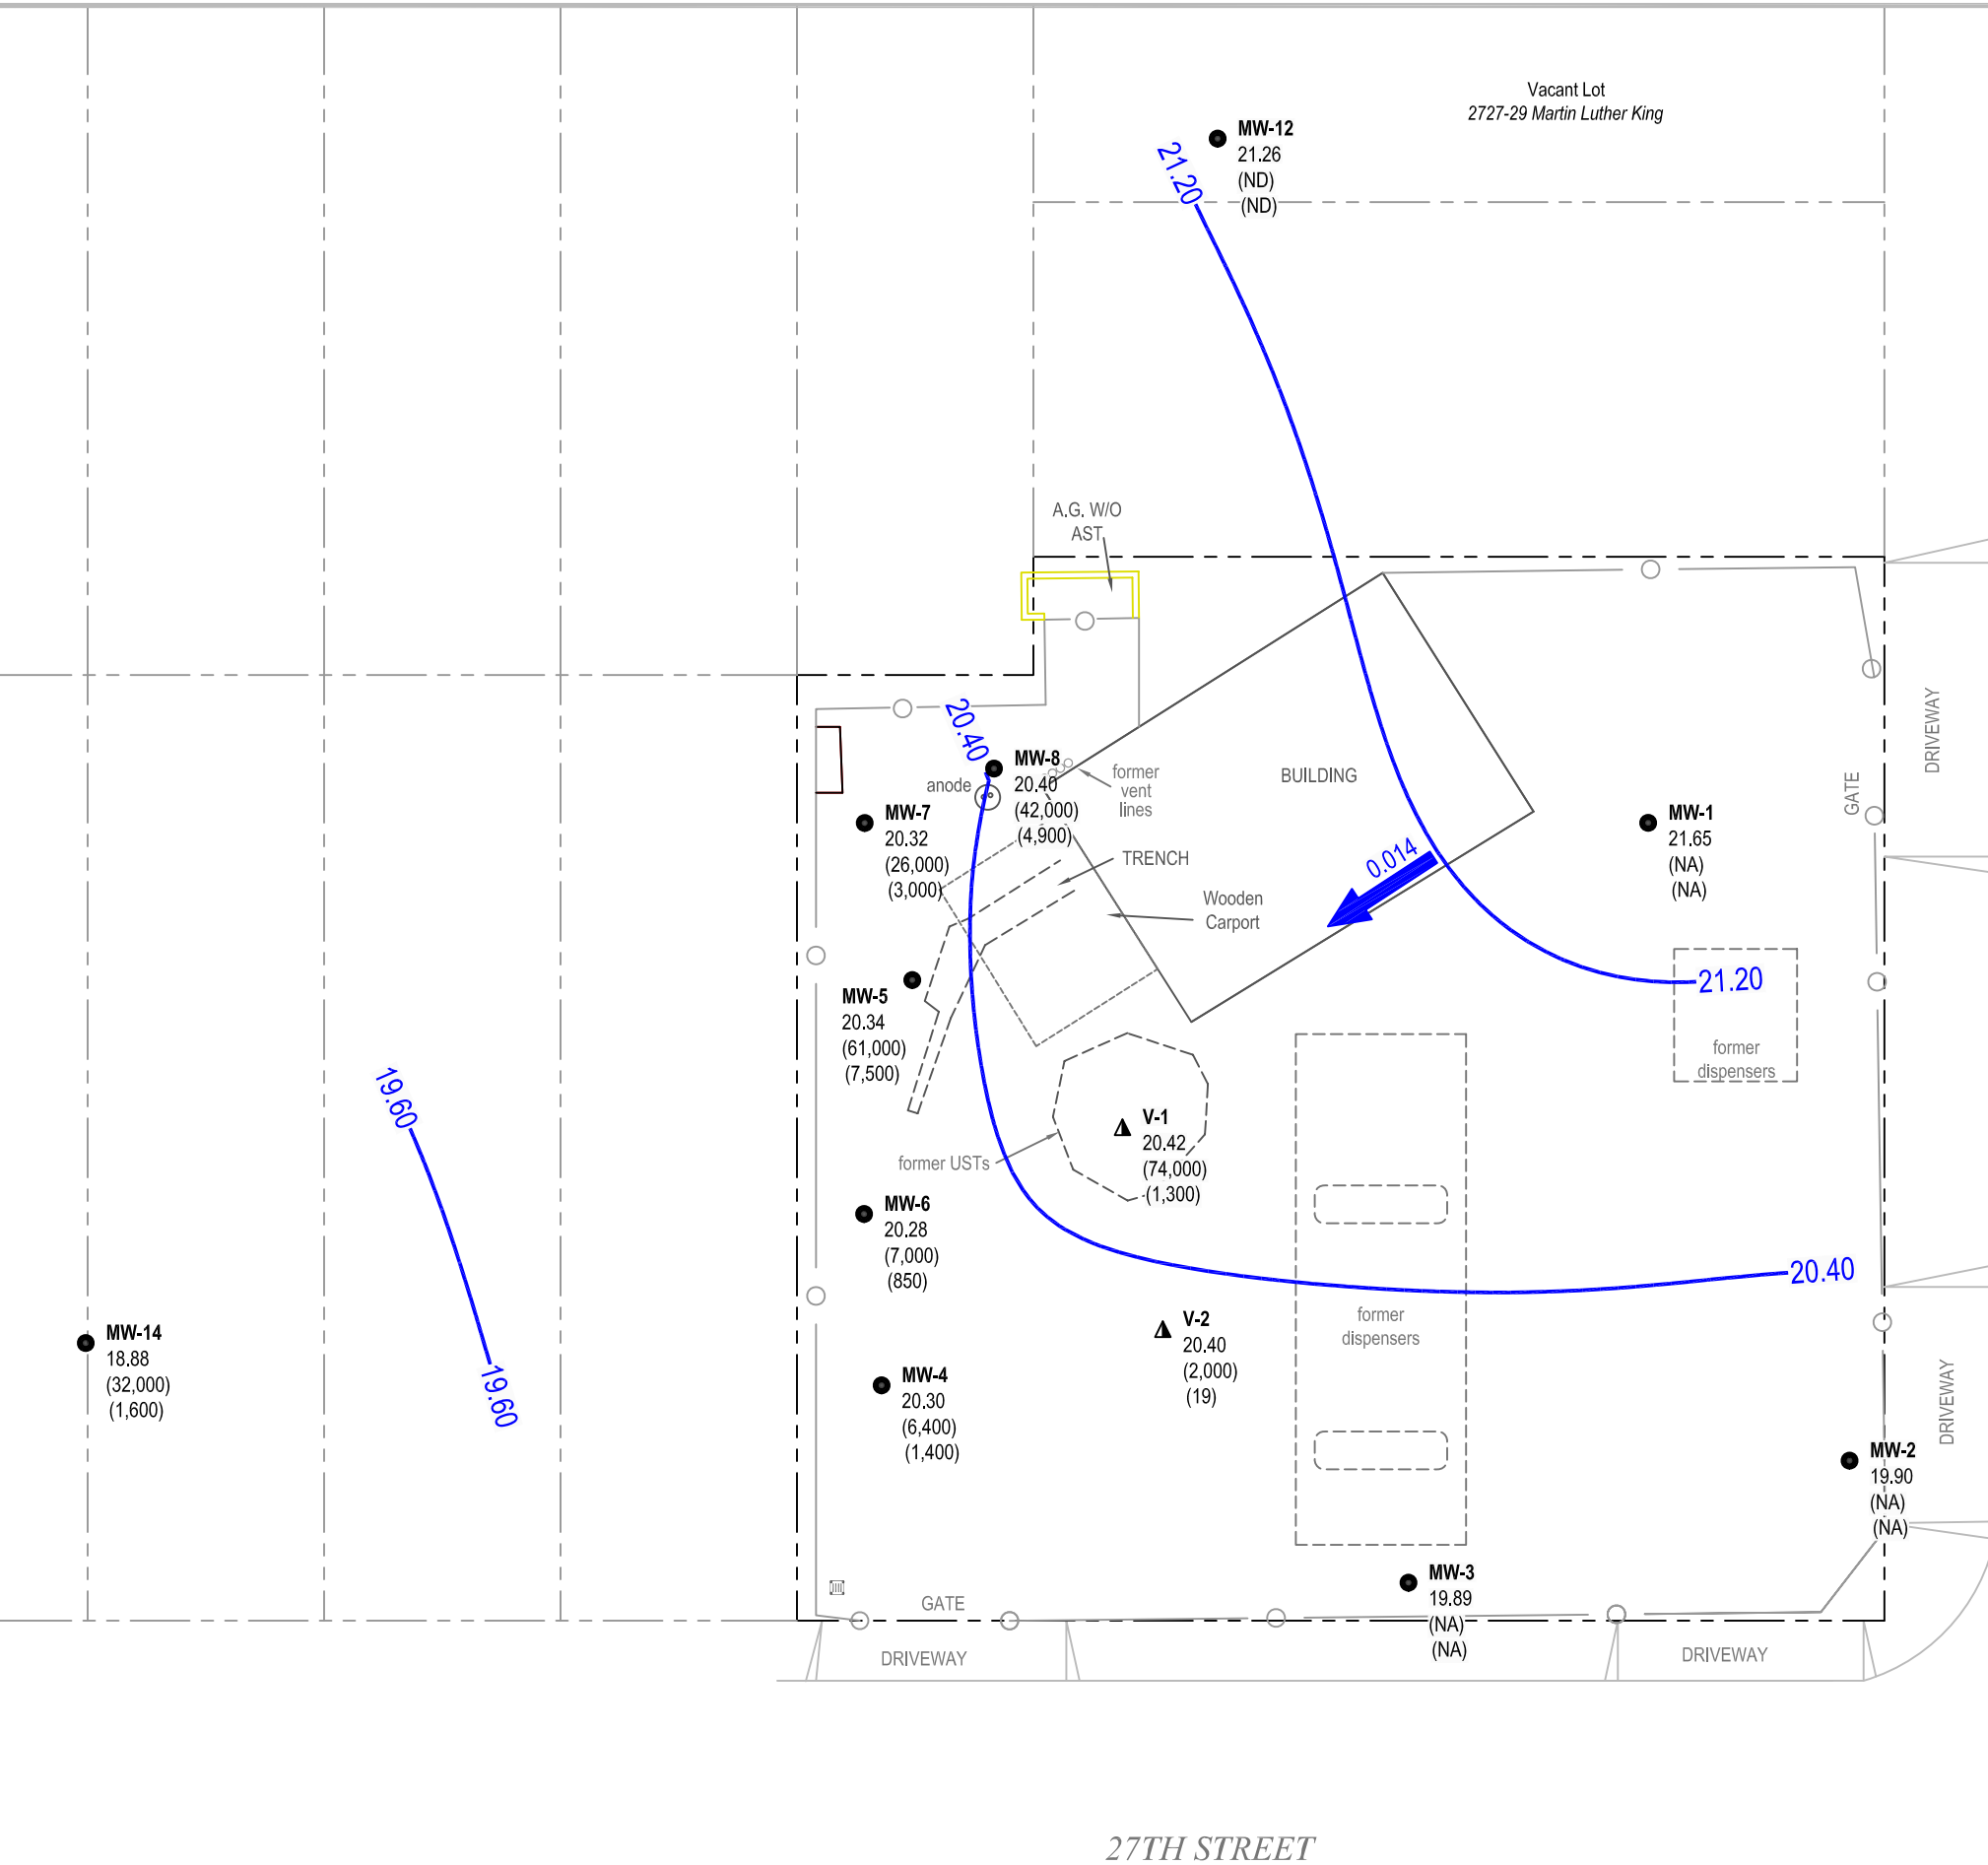 Vacant Lot
2727-29 Martin Luther King
MW-12
21.26
(ND)
(ND)
21.20
A.G. W/O
AST
20.40
MW-8
20.40
(42,000)
(4,900)
anode
former
vent
lines
BUILDING
DRIVEWAY
GATE
MW-7
20.32
(26,000)
(3,000)
MW-1
21.65
(NA)
(NA)
0.014
TRENCH
Wooden
Carport
MW-5
20.34
(61,000)
(7,500)
21.20
former
dispensers
19.60
V-1
20.42
(74,000)
(1,300)
former USTs
MW-6
20.28
(7,000)
(850)
20.40
MW-14
18.88
(32,000)
(1,600)
19.60
V-2
20.40
(2,000)
(19)
former
dispensers
MW-4
20.30
(6,400)
(1,400)
DRIVEWAY
MW-2
19.90
(NA)
(NA)
MW-3
19.89
(NA)
(NA)
GATE
DRIVEWAY
DRIVEWAY
27TH STREET